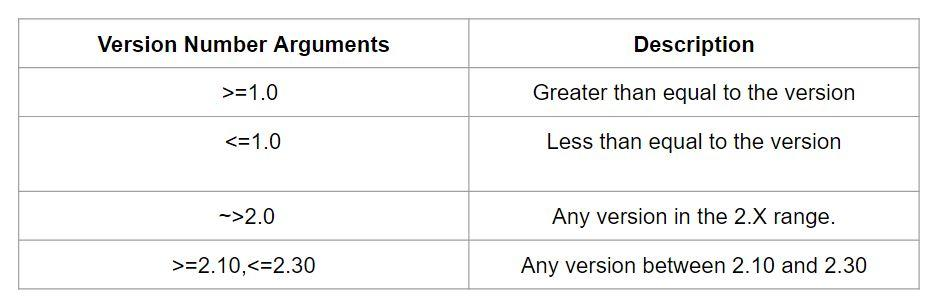 Version Number Arguments Description
>=1.0 Greater than equal to the version
<=1.0 Less than equal to the version
~>2.0 Any version in the 2.X range.
>=2.10,<=2.30 Any version between 2.10 and 2.30